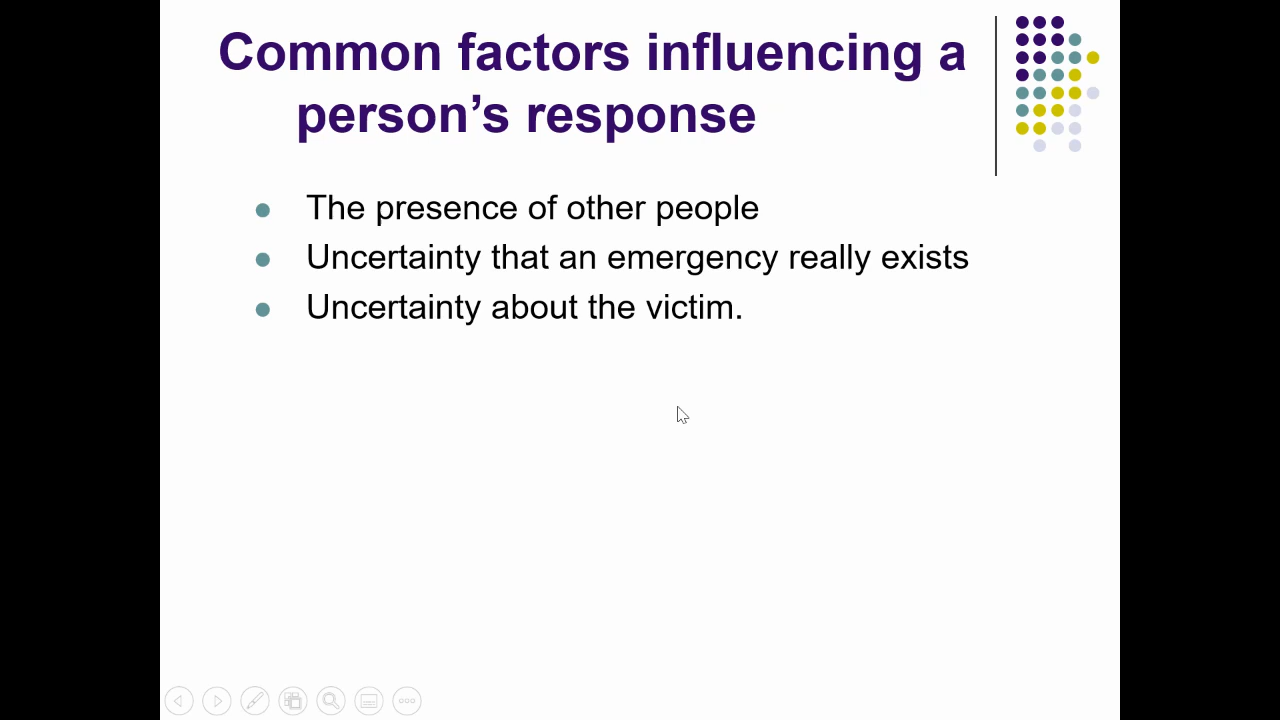 Common factors influencing a
person’s response
The presence of other people
Uncertainty that an emergency really exists
Uncertainty about the victim.